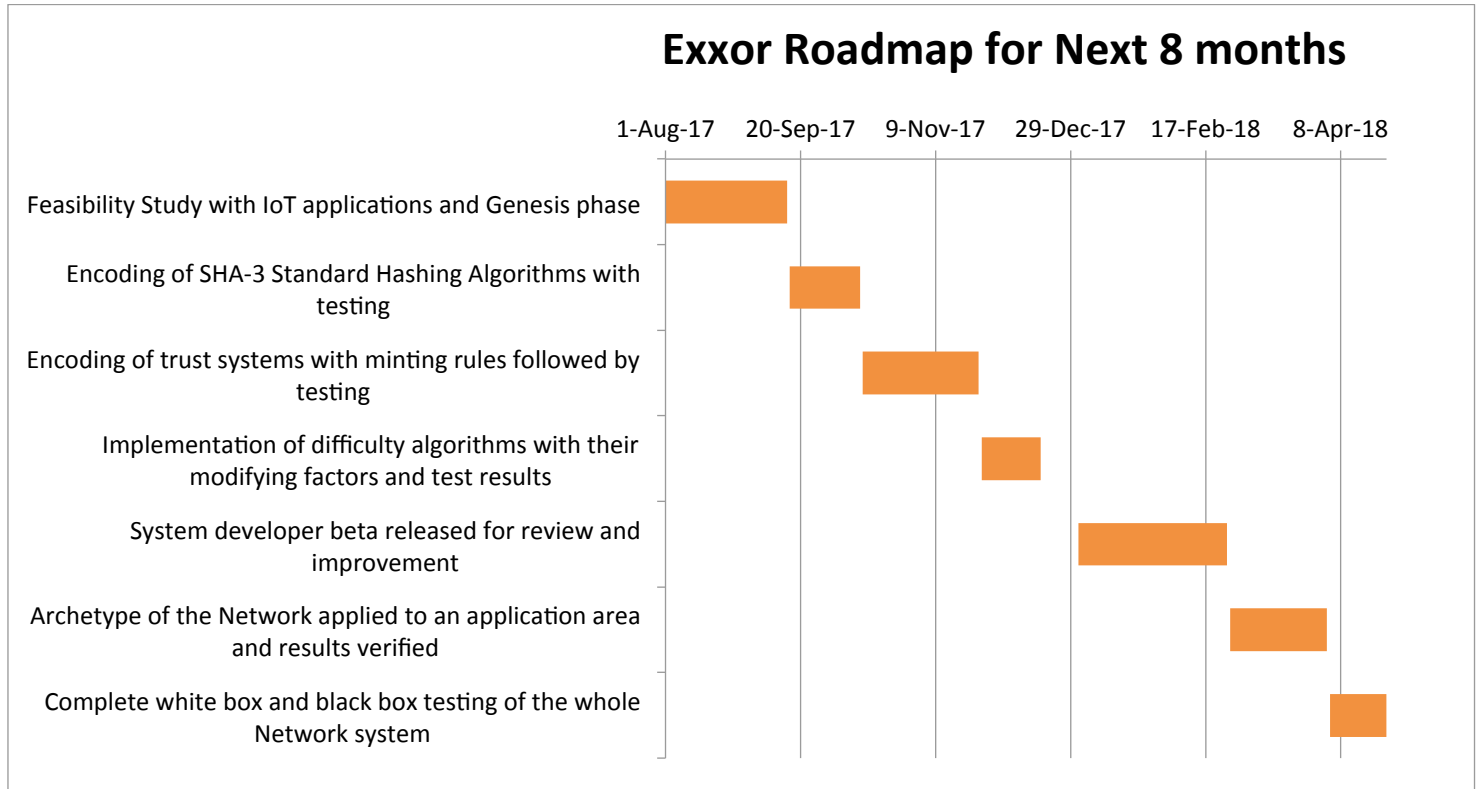 Exxor Roadmap for Next 8 months
1-Aug-17 20-Sep-17 9-Nov-17 29-Dec-17 17-Feb-18 8-Apr-18
Feasibility Study with IoT applications and Genesis phase
Encoding of SHA-3 Standard Hashing Algorithms with
testing
Encoding of trust systems with minting rules followed by
testing
Implementation of difficulty algorithms with their
modifying factors and test results
System developer beta released for review and
improvement
Archetype of the Network applied to an application area
and results verified
Complete white box and black box testing of the whole
Network system